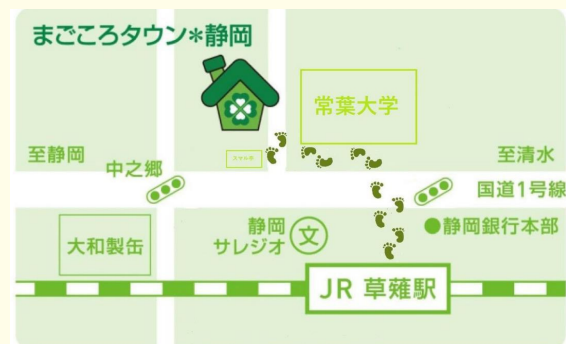 まごころタウン*静岡
常葉大学
至静岡
中之郷
至清水
国道1号線
大和製缶
静岡
サレジオ
文
●静岡銀行本部
JR 草薙駅